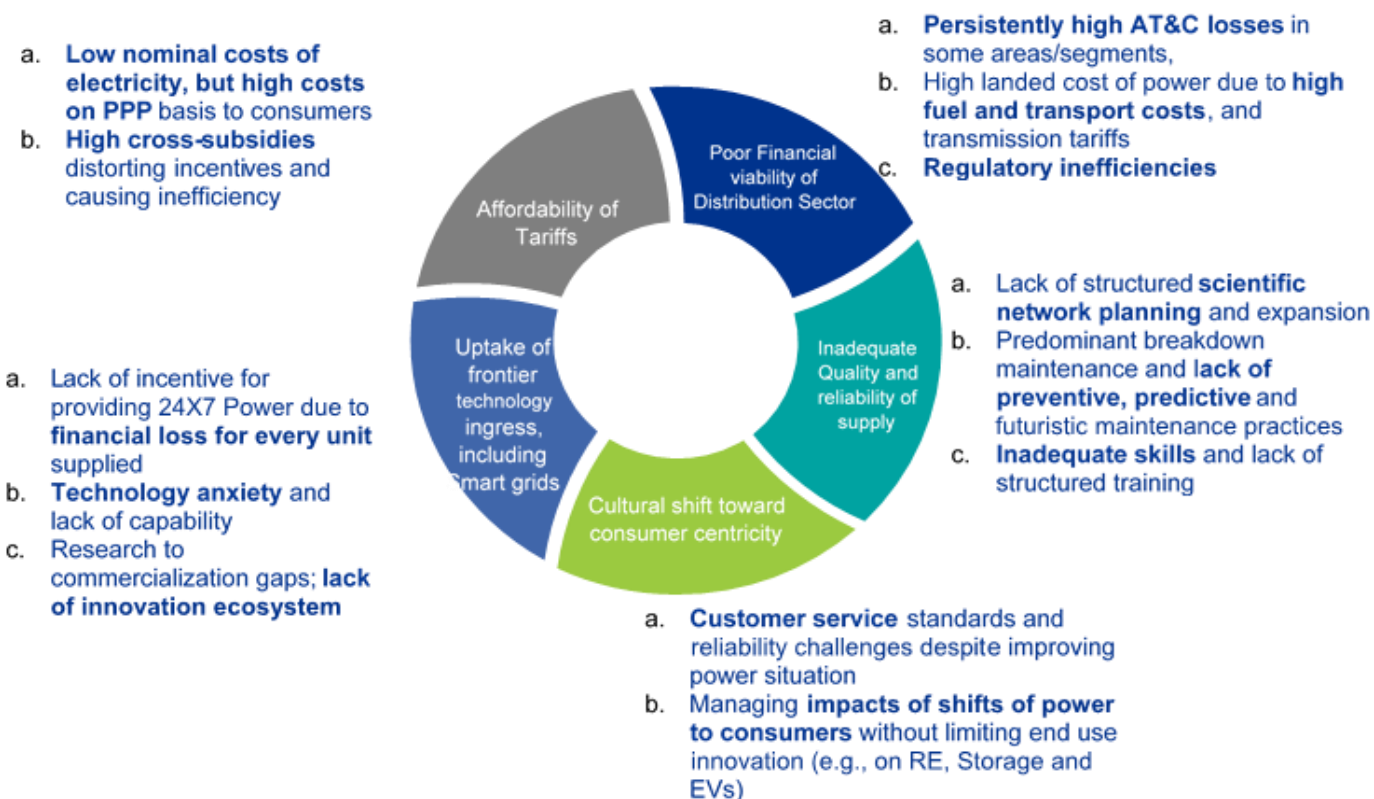 a. Low nominal costs of
electricity, but high costs
on PPP basis to consumers
b. High cross-subsidies
distorting incentives and
causing inefficiency
a. Persistently high AT&C losses in
some areas/segments,
b. High landed cost of power due to high
fuel and transport costs, and
transmission tariffs
c. Regulatory inefficiencies
Affordability of
Tariffs
Poor Financial
viability of
Distribution Sector
Inadequate
Quality and
reliability of
supply
a. Lack of structured scientific
network planning and expansion
b. Predominant breakdown
maintenance and lack of
preventive, predictive and
futuristic maintenance practices
c. Inadequate skills and lack of
structured training
Uptake of
frontier
technology
ingress,
including
Smart grids
a. Lack of incentive for
providing 24X7 Power due to
financial loss for every unit
supplied
b. Technology anxiety and
lack of capability
c. Research to
commercialization gaps; lack
of innovation ecosystem
Cultural shift toward
consumer centricity
a. Customer service standards and
reliability challenges despite improving
power situation
b. Managing impacts of shifts of power
to consumers without limiting end use
innovation (e.g., on RE, Storage and
EVs)